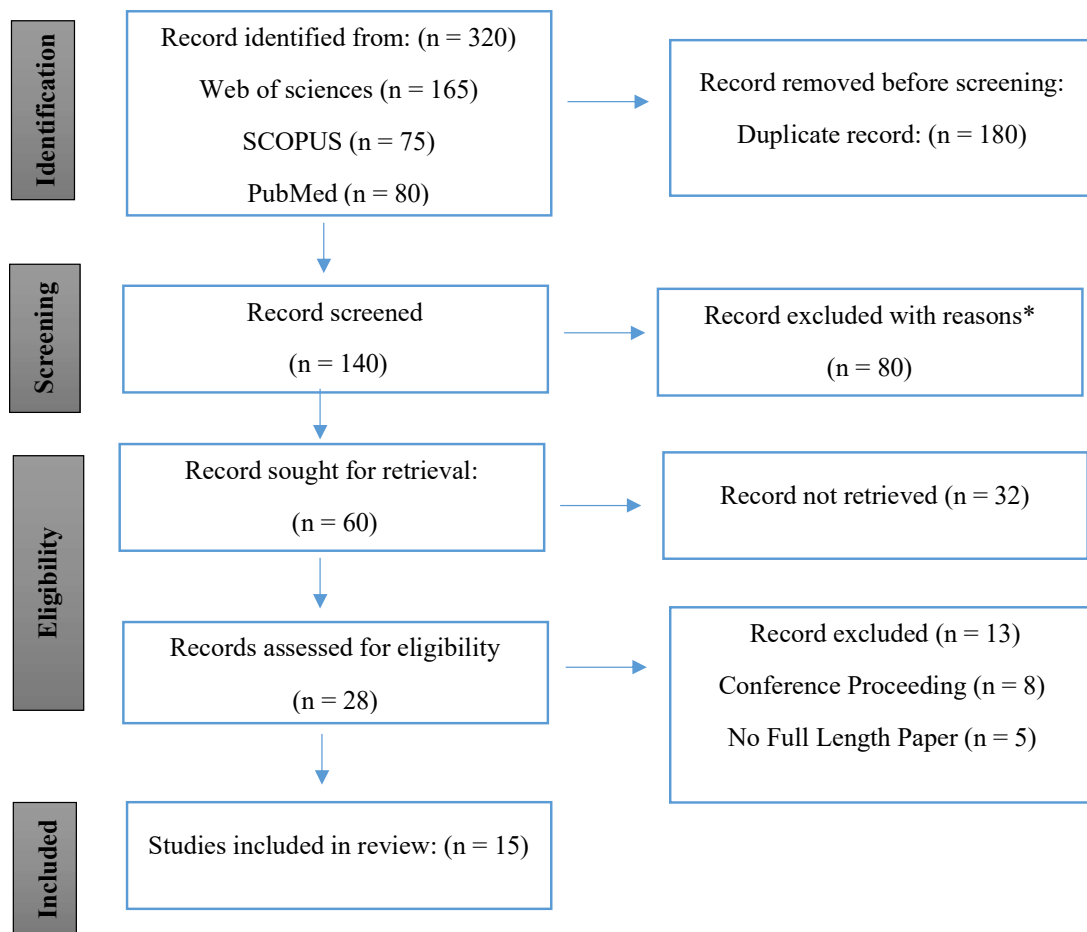 Identification
Record identified from: (n = 320)
Web of sciences (n = 165)
SCOPUS (n = 75)
PubMed (n = 80)
Record removed before screening:
Duplicate record: (n = 180)
Screening
Record screened
(n = 140)
Record excluded with reasons*
(n = 80)
Eligibility
Record sought for retrieval:
(n = 60)
Record not retrieved (n = 32)
Records assessed for eligibility
(n = 28)
Record excluded (n = 13)
Conference Proceeding (n = 8)
No Full Length Paper (n = 5)
Included
Studies included in review: (n = 15)